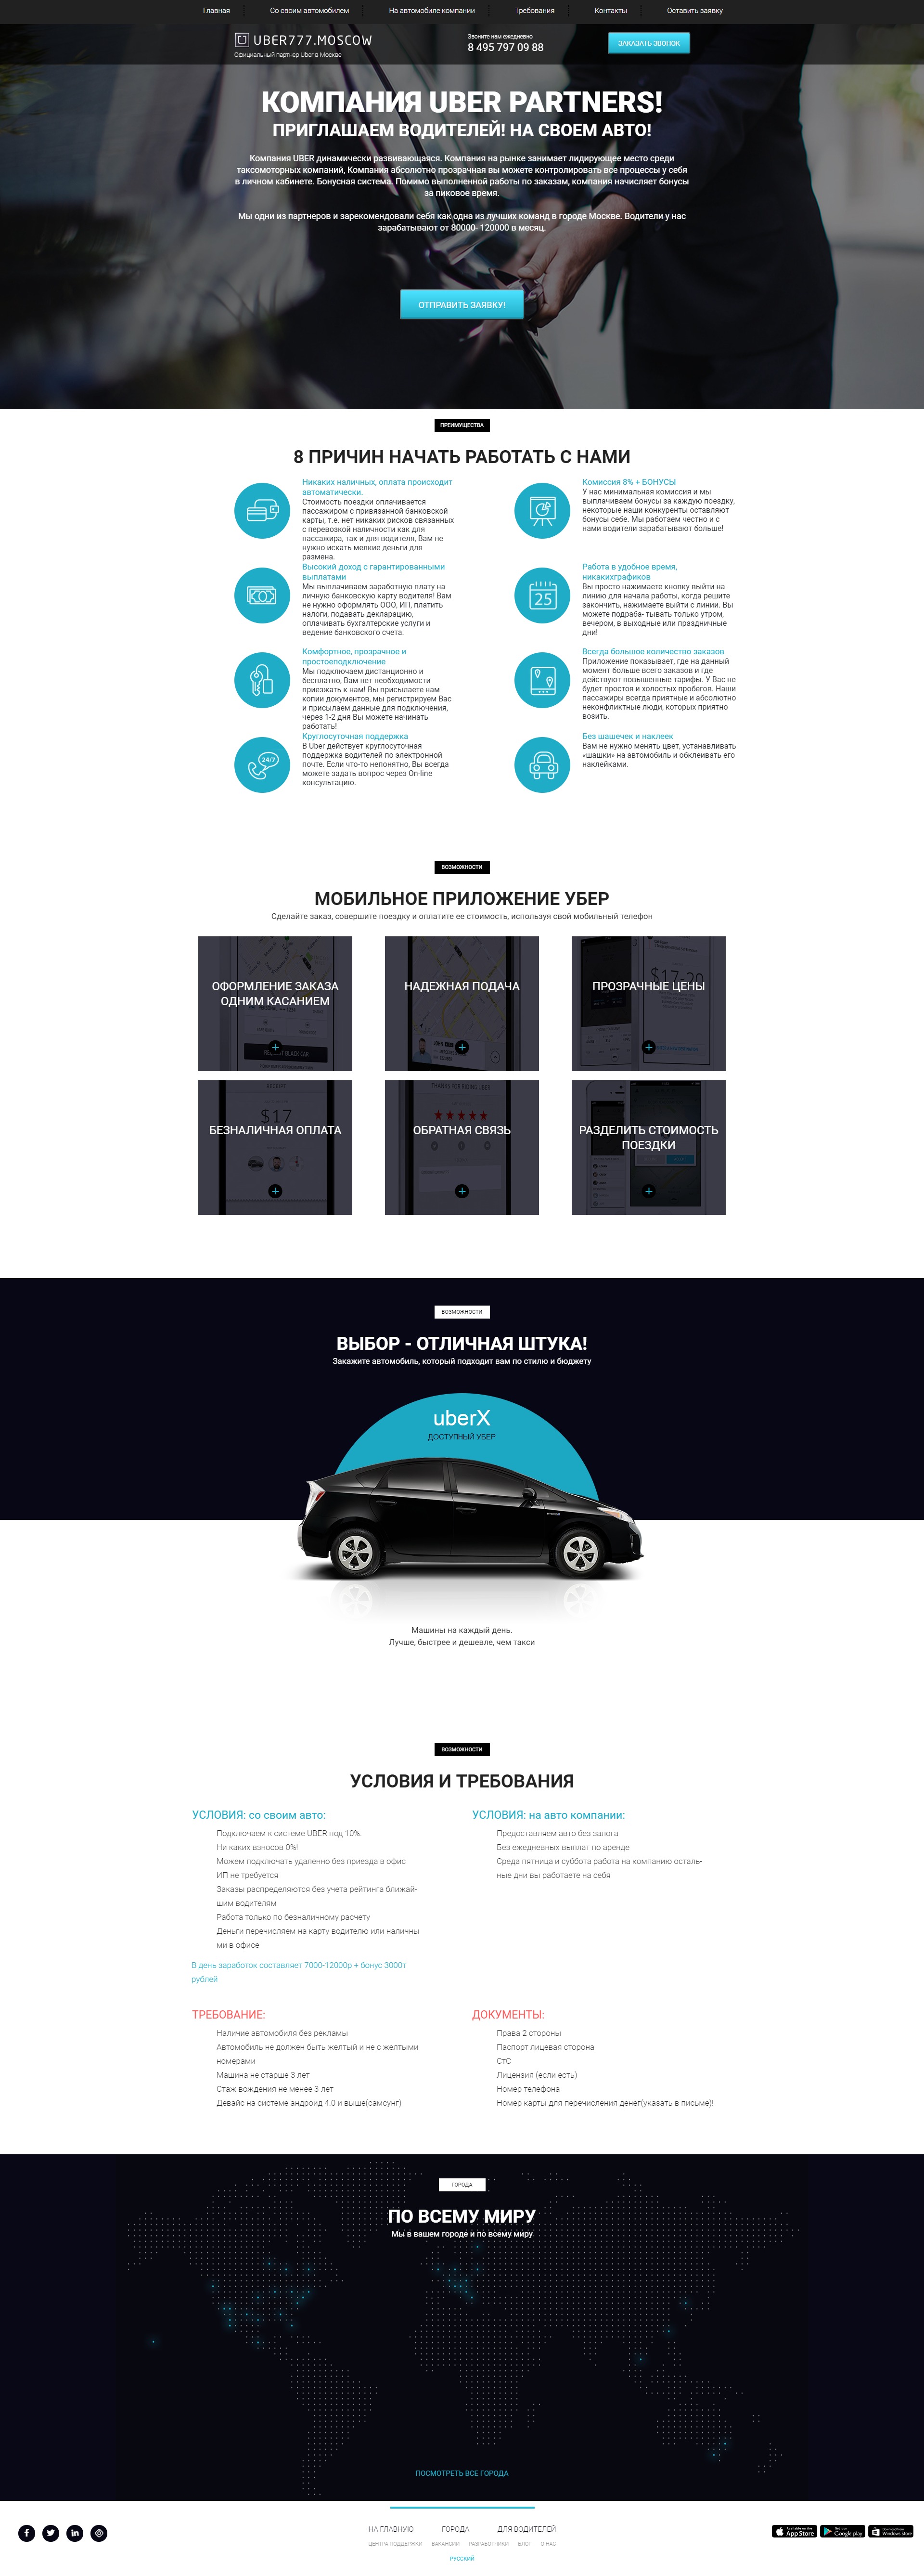 Главная
Со своим автомобилем
На автомобиле компании
Требования
Контакты
Оставить заявку
UBER777.MOSCOW
Официальный партнер Uber в Москве
Звоните нам ежедневно
8 495 797 09 88
ЗАКАЗАТЬ ЗВОНОК
КОМПАНИЯ UBER PARTNERS!
ПРИГЛАШАЕМ ВОДИТЕЛЕЙ! НА СВОЕМ АВТО!
Компания UBER динамически развивающаяся. Компания на рынке занимает лидирующее место среди
таксомоторных компаний, Компания абсолютно прозрачная вы можете контролировать все процессы у себя
в личном кабинете. Бонусная система. Помимо выполненной работы по заказам, компания начисляет бонусы
за пиковое время.
Мы одни из партнеров и зарекомендовали себя как одна из лучших команд в городе Москве. Водители у нас
зарабатывают от 80000- 120000 в месяц.
ОТПРАВИТЬ ЗАЯВКУ!
ПРЕИМУЩЕСТВА
8 ПРИЧИН НАЧАТЬ РАБОТАТЬ С НАМИ
Никаких наличных, оплата происходит
автоматически.
Стоимость поездки оплачивается
пассажиром с привязанной банковской
карты, т.е. нет никаких рисков связанных
с перевозкой наличности как для
пассажира, так и для водителя, Вам не
нужно искать мелкие деньги для
размена.
Комиссия 8% + БОНУСЫ
У нас минимальная комиссия и мы
выплачиваем бонусы за каждую поездку,
некоторые наши конкуренты оставляют
бонусы себе. Мы работаем честно и с
нами водители зарабатывают больше!
Высокий доход с гарантированными
выплатами
Мы выплачиваем заработную плату на
личную банковскую карту водителя! Вам
не нужно оформлять ООО, ИП, платить
налоги, подавать декларацию,
оплачивать бухгалтерские услуги и
ведение банковского счета.
25
Работа в удобное время,
никакихграфиков
Вы просто нажимаете кнопку выйти на
линию для начала работы, когда решите
закончить, нажимаете выйти с линии. Вы
можете подраба- тывать только утром,
вечером, в выходные или праздничные
дни!
Комфортное, прозрачное и
простоеподключение
Мы подключаем дистанционно и
бесплатно, Вам нет необходимости
приезжать к нам! Вы присылаете нам
копии документов, мы регистрируем Вас
и присылаем данные для подключения,
через 1-2 дня Вы можете начинать
работать!
Всегда большое количество заказов
Приложение показывает, где на данный
момент больше всего заказов и где
действуют повышенные тарифы. У Вас не
будет простоя и холостых пробегов. Наши
пассажиры всегда приятные и абсолютно
неконфликтные люди, которых приятно
возить.
24/7
Круглосуточная поддержка
В Uber действует круглосуточная
поддержка водителей по электронной
почте. Если что-то непонятно, Вы всегда
можете задать вопрос через On-line
консультацию.
Без шашечек и наклеек
Вам не нужно менять цвет, устанавливать
«шашки» на автомобиль и обклеивать его
наклейками.
ВОЗМОЖНОСТИ
МОБИЛЬНОЕ ПРИЛОЖЕНИЕ УБЕР
Сделайте заказ, совершите поездку и оплатите ее стоимость, используя свой мобильный телефон
ОФОРМЛЕНИЕ ЗАКАЗА
ОДНИМ КАСАНИЕМ
НАДЕЖНАЯ ПОДАЧА
$17-20
ПРОЗРАЧНЫЕ ЦЕНЫ
RECEIPT
$17
БЕЗНАЛИЧНАЯ ОПЛАТА
ОБРАТНАЯ СВЯЗЬ
РАЗДЕЛИТЬ СТОИМОСТЬ
ПОЕЗДКИ
ВОЗМОЖНОСТИ
ВЫБОР - ОТЛИЧНАЯ ШТУКА!
Закажите автомобиль, который подходит вам по стилю и бюджету
uberX
ДОСТУПНЫЙ УБЕР
Машины на каждый день.
Лучше, быстрее и дешевле, чем такси
ВОЗМОЖНОСТИ
УСЛОВИЯ И ТРЕБОВАНИЯ
УСЛОВИЯ: со своим авто:
Подключаем к системе UBER под 10%.
Ни каких взносов 0%!
Можем подключать удаленно без приезда в офис
ИП не требуется
Заказы распределяются без учета рейтинга ближай-
шим водителям
Работа только по безналичному расчету
Деньги перечисляем на карту водителю или наличны
ми в офисе
В день заработок составляет 7000-12000р + бонус 3000т
рублей
УСЛОВИЯ: на авто компании:
Предоставляем авто без залога
Без ежедневных выплат по аренде
Среда пятница и суббота работа на компанию осталь-
ные дни вы работаете на себя
ТРЕБОВАНИЕ:
Наличие автомобиля без рекламы
Автомобиль не должен быть желтый и не с желтыми
номерами
Машина не старше 3 лет
Стаж вождения не менее 3 лет
Девайс на системе андроид 4.0 и выше(самсунг)
ДОКУМЕНТЫ:
Права 2 стороны
Паспорт лицевая сторона
СтС
Лицензия (если есть)
Номер телефона
Номер карты для перечисления денег(указать в письме)!
ГОРОДА
ПО ВСЕМУ МИРУ
Мы в вашем городе и по всему миру
ПОСМОТРЕТЬ ВСЕ ГОРОДА
НА ГЛАВНУЮ
ГОРОДА
ДЛЯ ВОДИТЕЛЕЙ
ЦЕНТРА ПОДДЕРЖКИ
ВАКАНСИИ
РАЗРАБОТЧИКИ
БЛОГ
О НАС
РУССКИЙ
App Store
Google play
Windows Store